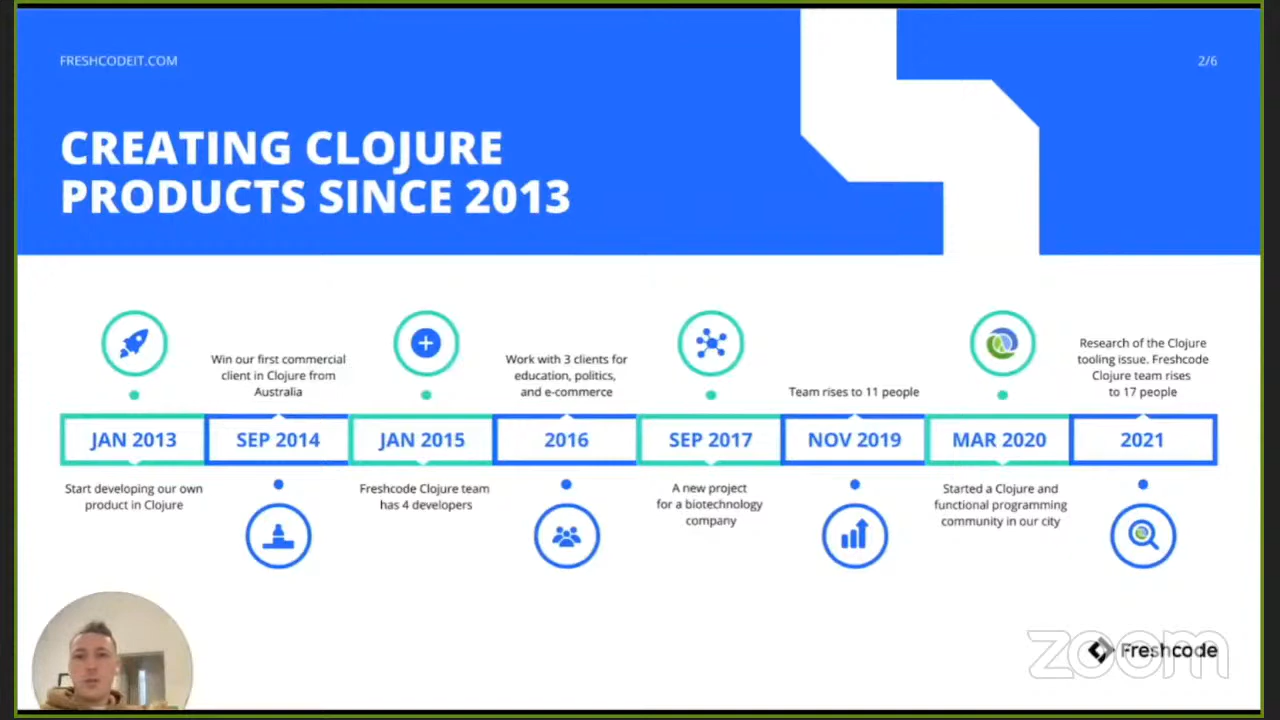 FRESHCODEIT.COM
2/6
CREATING CLOJURE
PRODUCTS SINCE 2013
Win our first commercial
client in Clojure from
Australia
Work with 3 clients for
education, politics,
and e-commerce
Team rises to 11 people
Research of the Clojure
tooling issue. Freshcode
Clojure team rises
to 17 people
JAN 2013
SEP 2014
JAN 2015
2016
SEP 2017
NOV 2019
MAR 2020
2021
Start developing our own
product in Clojure
Freshcode Clojure team
has 4 developers
A new project
for a biotechnology
company
Started a Clojure and
functional programming
community in our city
Freshcode
zoom